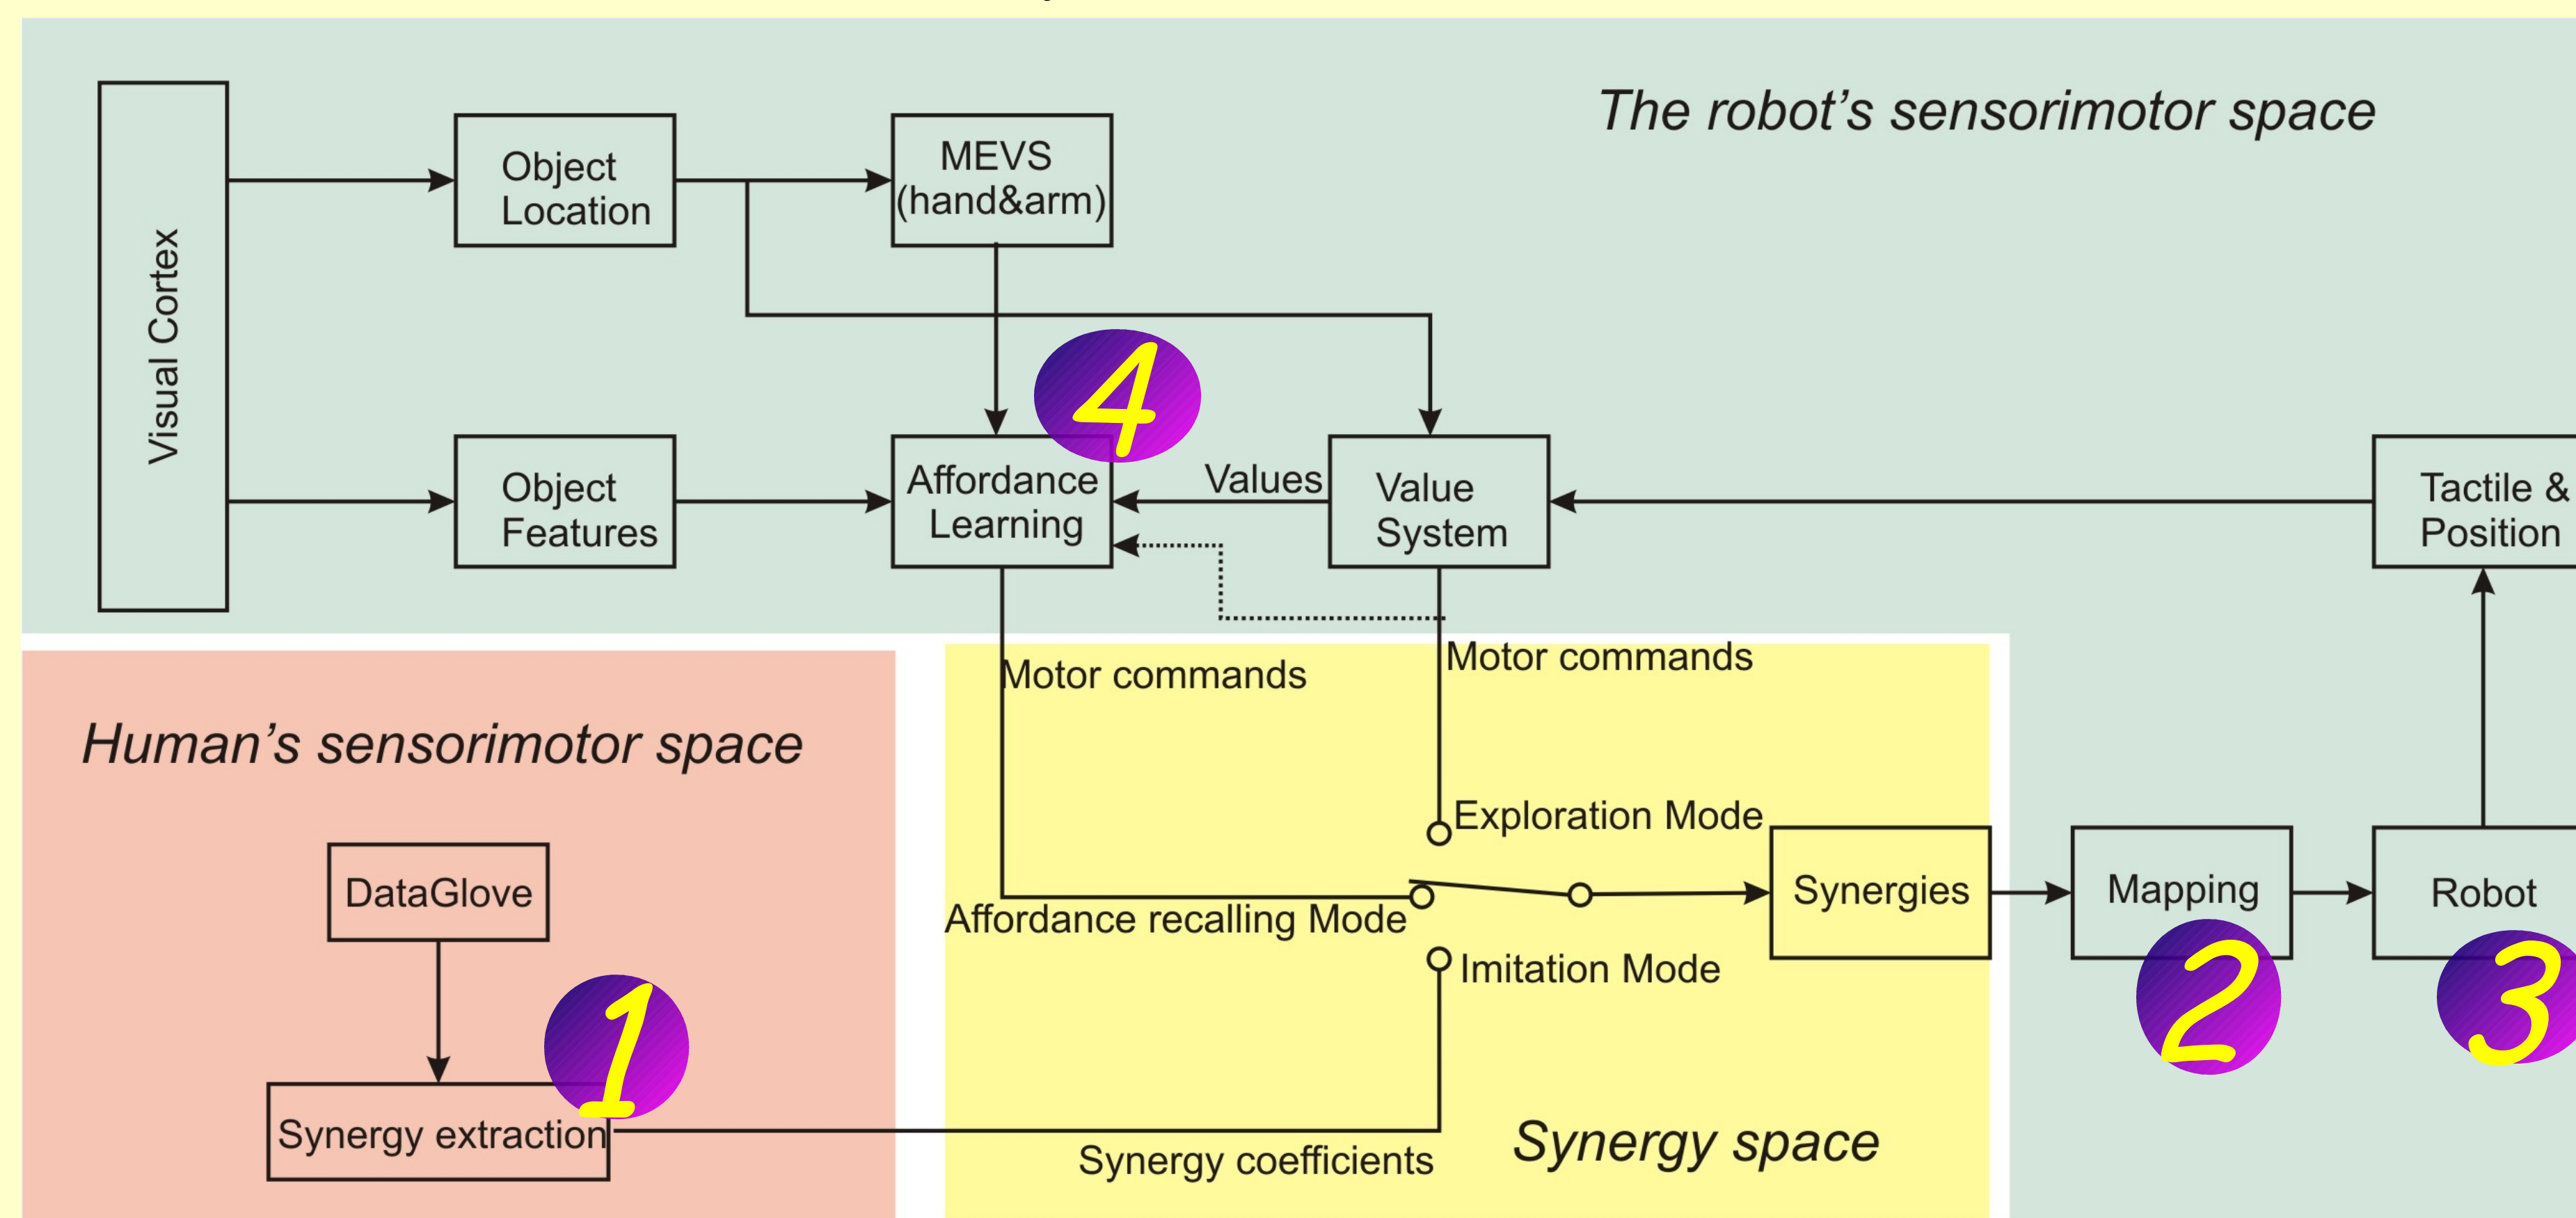 The robot's sensorimotor space
Visual Cortex
Object
Location
MEVS
(hand&arm)
4
Object
Features
Affordance
Learning
Values
Value
System
Tactile &
Position
Motor commands
Motor commands
Human's sensorimotor space
DataGlove
1
Synergy extraction
Exploration Mode
Affordance recalling Mode
Imitation Mode
Synergies
Mapping
2
Robot
3
Synergy coefficients
Synergy space